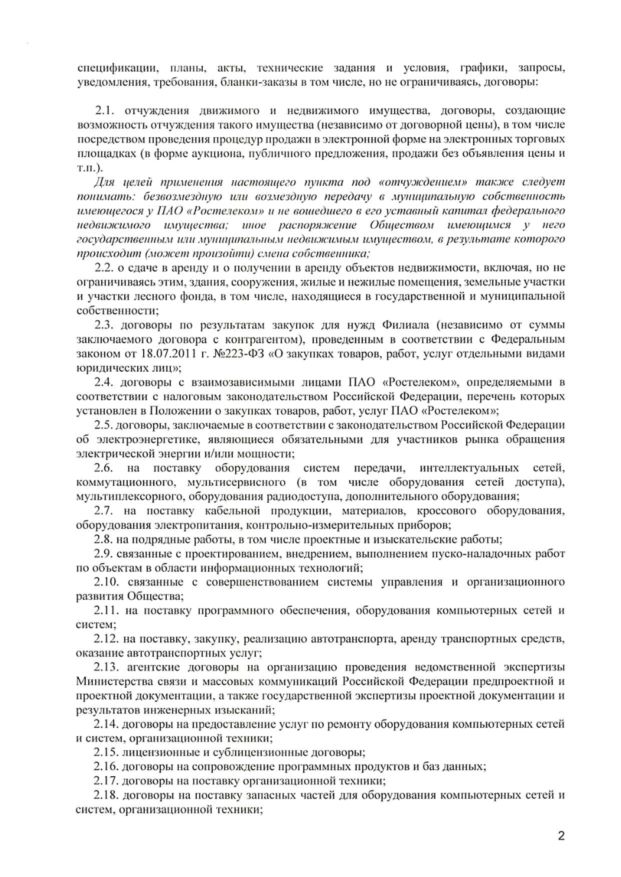 спецификации, планы, акты, технические задания и условия, графики, запросы,
уведомления, требования, бланки-заказы в том числе, но не ограничиваясь, договоры:
2.1. отчуждения движимого и недвижимого имущества, договоры, создающие
возможность отчуждения такого имущества (независимо от договорной цены), в том числе
посредством проведения процедур продажи в электронной форме на электронных торговых
площадках (в форме аукциона, публичного предложения, продажи без объявления цены и
т.п.).
Для целей применения настоящего пункта под «отчуждением» также следует
понимать: безвозмездную или возмездную передачу в муниципальную собственность
имеющегося у ПАО «Ростелеком» и не вошедшего в его уставный капитал федерального
недвижимого имущества; иное распоряжение Обществом имеющимся у него
государственным или муниципальным недвижимым имуществом, в результате которого
происходит (может произойти) смена собственника;
2.2. о сдаче в аренду и о получении в аренду объектов недвижимости, включая, но не
ограничиваясь этим, здания, сооружения, жилые и нежилые помещения, земельные участки
и участки лесного фонда, в том числе, находящиеся в государственной и муниципальной
собственности;
2.3. договоры по результатам закупок для нужд Филиала (независимо от суммы
заключаемого договора с контрагентом), проведенным в соответствии с Федеральным
законом от 18.07.2011 г. №223-ФЗ «О закупках товаров, работ, услуг отдельными видами
юридических лиц»;
2.4. договоры с взаимозависимыми лицами ПАО «Ростелеком», определяемыми в
соответствии с налоговым законодательством Российской Федерации, перечень которых
установлен в Положении о закупках товаров, работ, услуг ПАО «Ростелеком»;
2.5. договоры, заключаемые в соответствии с законодательством Российской Федерации
об электроэнергетике, являющиеся обязательными для участников рынка обращения
электрической энергии и/или мощности;
2.6. на поставку оборудования систем передачи, интеллектуальных сетей,
коммутационного, мультисервисного (в том числе оборудования сетей доступа),
мультиплексорного, оборудования радиодоступа, дополнительного оборудования;
2.7. на поставку кабельной продукции, материалов, кроссового оборудования,
оборудования электропитания, контрольно-измерительных приборов;
2.8. на подрядные работы, в том числе проектные и изыскательские работы;
2.9. связанные с проектированием, внедрением, выполнением пуско-наладочных работ
по объектам в области информационных технологий;
2.10. связанные с совершенствованием системы управления и организационного
развития Общества;
2.11. на поставку программного обеспечения, оборудования компьютерных сетей и
систем;
2.12. на поставку, закупку, реализацию автотранспорта, аренду транспортных средств,
оказание автотранспортных услуг;
2.13. агентские договоры на организацию проведения ведомственной экспертизы
Министерства связи и массовых коммуникаций Российской Федерации предпроектной и
проектной документации, а также государственной экспертизы проектной документации и
результатов инженерных изысканий;
2.14. договоры на предоставление услуг по ремонту оборудования компьютерных сетей
и систем, организационной техники;
2.15. лицензионные и сублицензионные договоры;
2.16. договоры на сопровождение программных продуктов и баз данных;
2.17. договоры на поставку организационной техники;
2.18. договоры на поставку запасных частей для оборудования компьютерных сетей и
систем, организационной техники;
2